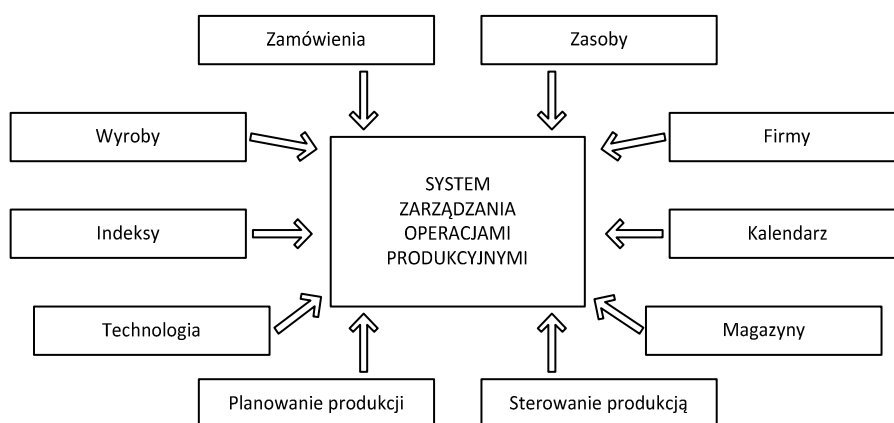 Zamówienia
Zasoby
Wyroby
Firmy
SYSTEM
ZARZĄDZANIA
OPERACJAMI
PRODUKCYJNYMI
Indeksy
Kalendarz
Technologia
Magazyny
Planowanie produkcji
Sterowanie produkcją